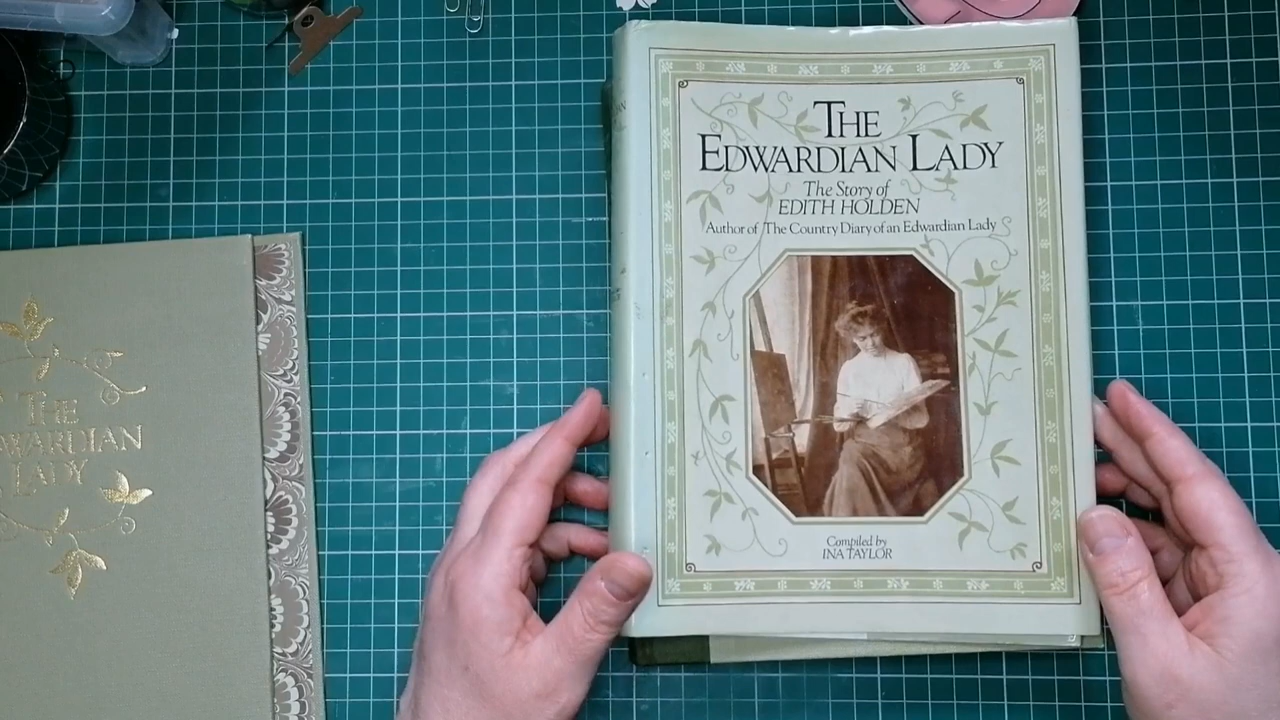 THE
EDWARDIAN LADY
The Story of
EDITH HOLDEN
Author of The Country Diary of an Edwardian Lady
Compiled by
INA TAYLOR
THE
WARDIAN
LADY